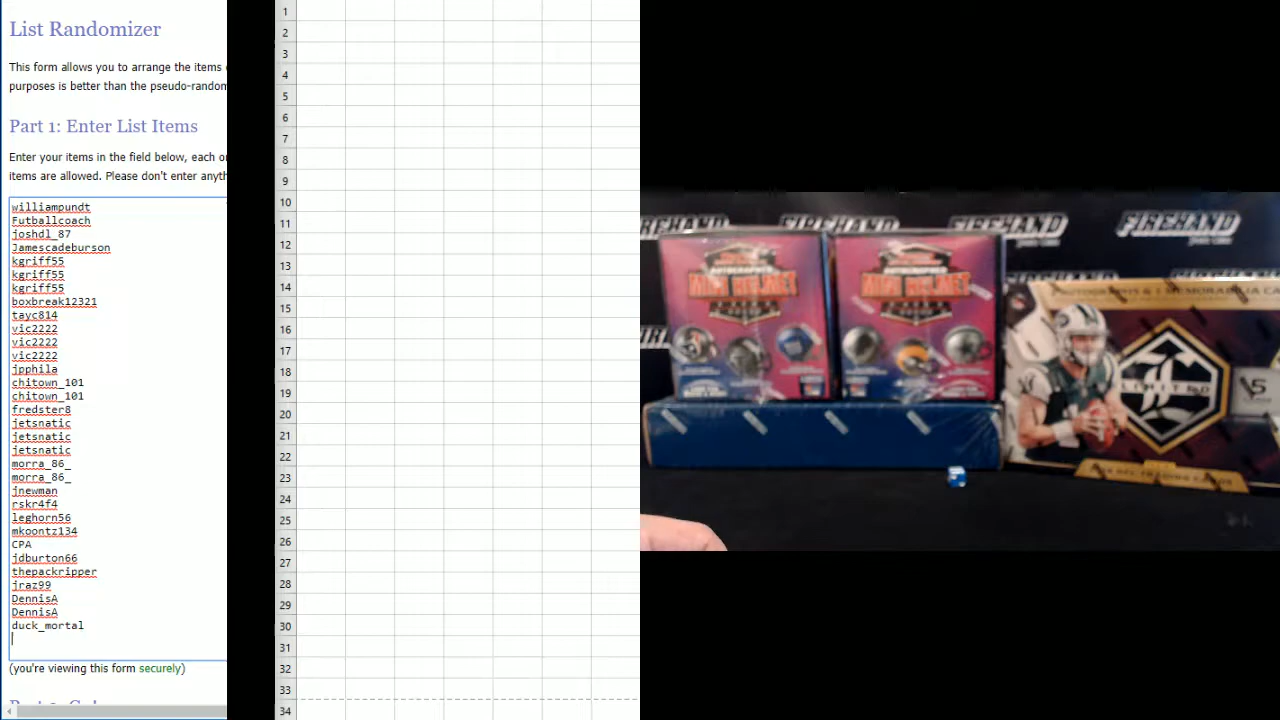 List Randomizer
This form allows you to arrange the items
purposes is better than the pseudo-random
Part 1: Enter List Items
Enter your items in the field below, each
items are allowed. Please don't enter anyth
williampundt
Futballcoach
joshdl_87
Jamescadeburson
kgriff55
kgriff55
kgriff55
boxbreak12321
tayc814
vic2222
vic2222
vic2222
jpphila
chitown_101
chitown_101
fredster8
jetsnatic
jetsnatic
jetsnatic
morra_86_
morra_86_
jnewman
rskr4f4
leghorn56
mkoontz134
CPA
jdburton66
thepackripper
jraz99
DennisA
DennisA
duck_mortal
(you're viewing this form securely)
1
2
3
4
5
6
7
8
9
10
11
12
13
14
15
16
17
18
19
20
21
22
23
24
25
26
27
28
29
30
31
32
33
34
FIREHAND
FIREHAND
FIREHAND
AUTOGRAPHED
MINI HELMET
AUTOGRAPHED
MINI HELMET
LIMITED
5